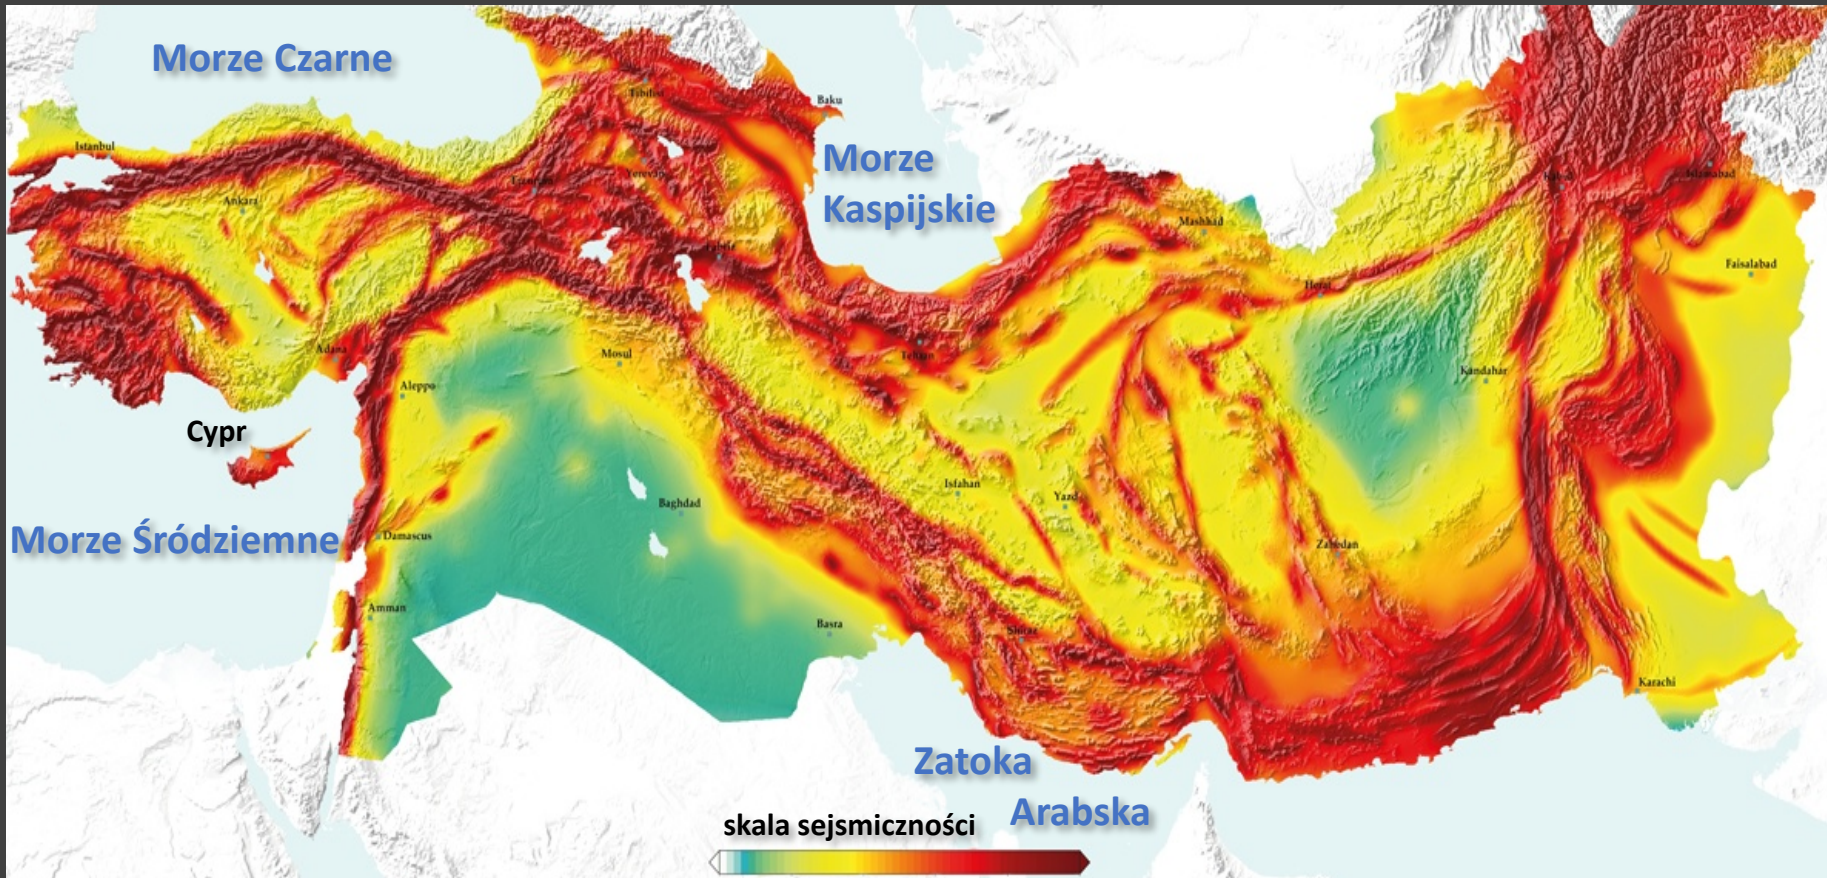 Morze Czarne
Baku
Tsbilisi
Istanbul
Morze
Kaspijskie
Yerevan
Erzurum
Ankara
Islamabad
Kabul
Mashhad
Tabriz
Faisalabad
Herat
Adana
Mosul
Tehran
Kandahar
Aleppo
Cypr
Isfahan
Yazd
Baghdad
Morze Śródziemne
Damascus
Zahedan
Amman
Basra
Shiraz
Karachi
Zatoka
Arabska
skala sejsmiczności